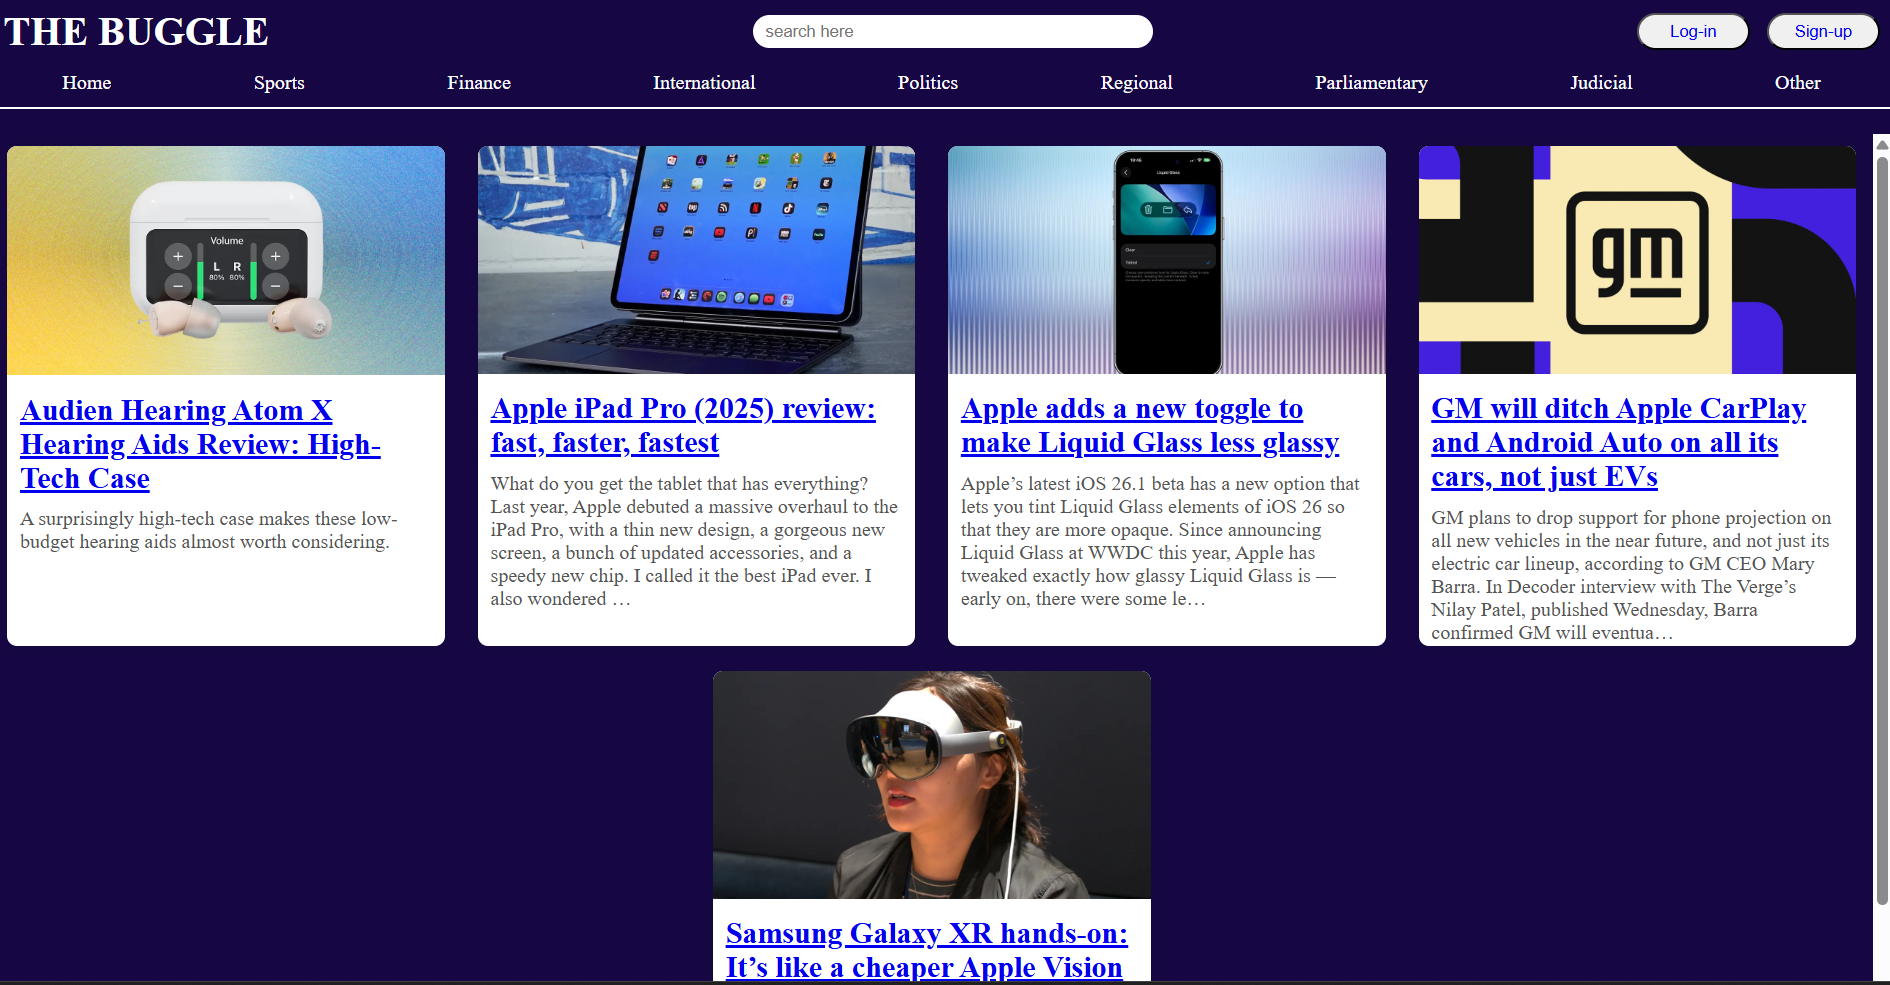 THE BUGGLE
search here
Log-in
Sign-up
Home
Sports
Finance
International
Politics
Regional
Parliamentary
Judicial
Other
Volume
L R
80% 80%
Audien Hearing Atom X
Hearing Aids Review: High-
Tech Case
A surprisingly high-tech case makes these low-
budget hearing aids almost worth considering.
Apple iPad Pro (2025) review:
fast, faster, fastest
What do you get the tablet that has everything?
Last year, Apple debuted a massive overhaul to the
iPad Pro, with a thin new design, a gorgeous new
screen, a bunch of updated accessories, and a
speedy new chip. I called it the best iPad ever. I
also wondered …
10:46
Liquid Glass
Clear
Tinted
Apple adds a new toggle to
make Liquid Glass less glassy
Apple’s latest iOS 26.1 beta has a new option that
lets you tint Liquid Glass elements of iOS 26 so
that they are more opaque. Since announcing
Liquid Glass at WWDC this year, Apple has
tweaked exactly how glassy Liquid Glass is —
early on, there were some le…
gm
GM will ditch Apple CarPlay
and Android Auto on all its
cars, not just EVs
GM plans to drop support for phone projection on
all new vehicles in the near future, and not just its
electric car lineup, according to GM CEO Mary
Barra. In Decoder interview with The Verge’s
Nilay Patel, published Wednesday, Barra
confirmed GM will eventua…
Samsung Galaxy XR hands-on:
It’s like a cheaper Apple Vision